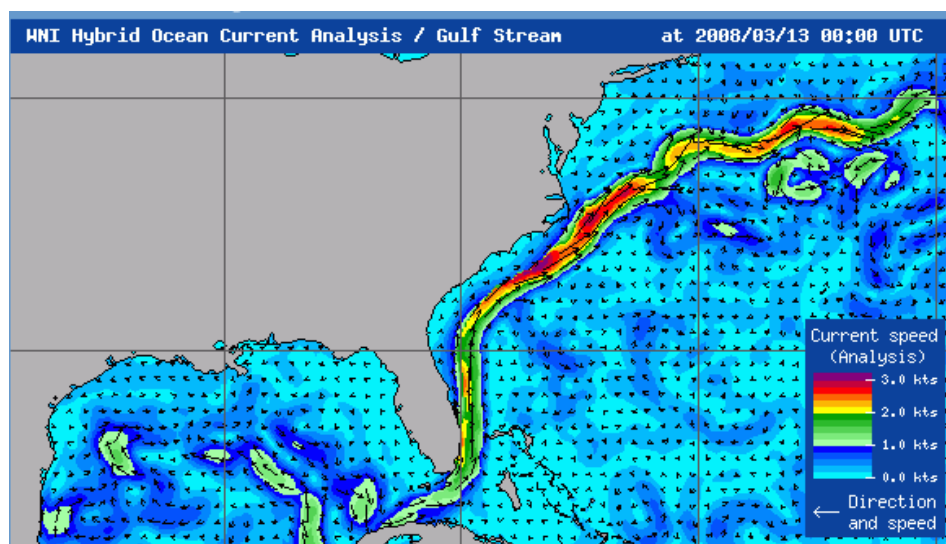 WNI Hybrid Ocean Current Analysis / Gulf Stream at 2008/03/13 00:00 UTC
Current speed
(Analysis)
3.0 kts
2.0 kts
1.0 kts
0.0 kts
Direction
and speed